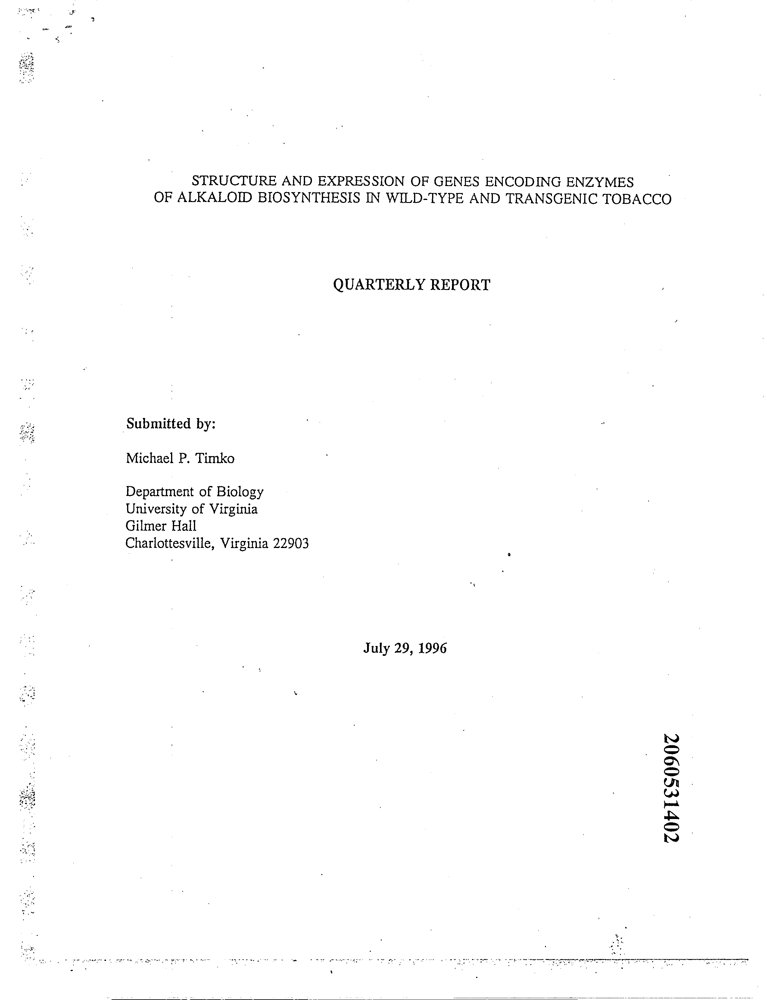 STRUCTURE AND EXPRESSION OF GENES ENCODING ENZYMES
OF ALKALOID BIOSYNTHESIS IN WILD-TYPE AND TRANSGENIC TOBACCO
QUARTERLY REPORT
Submitted by:
Michael P. Timko
Department of Biology
University of Virginia
Gilmer Hall
Charlottesville, Virginia 22903
July 29, 1996
2060531402